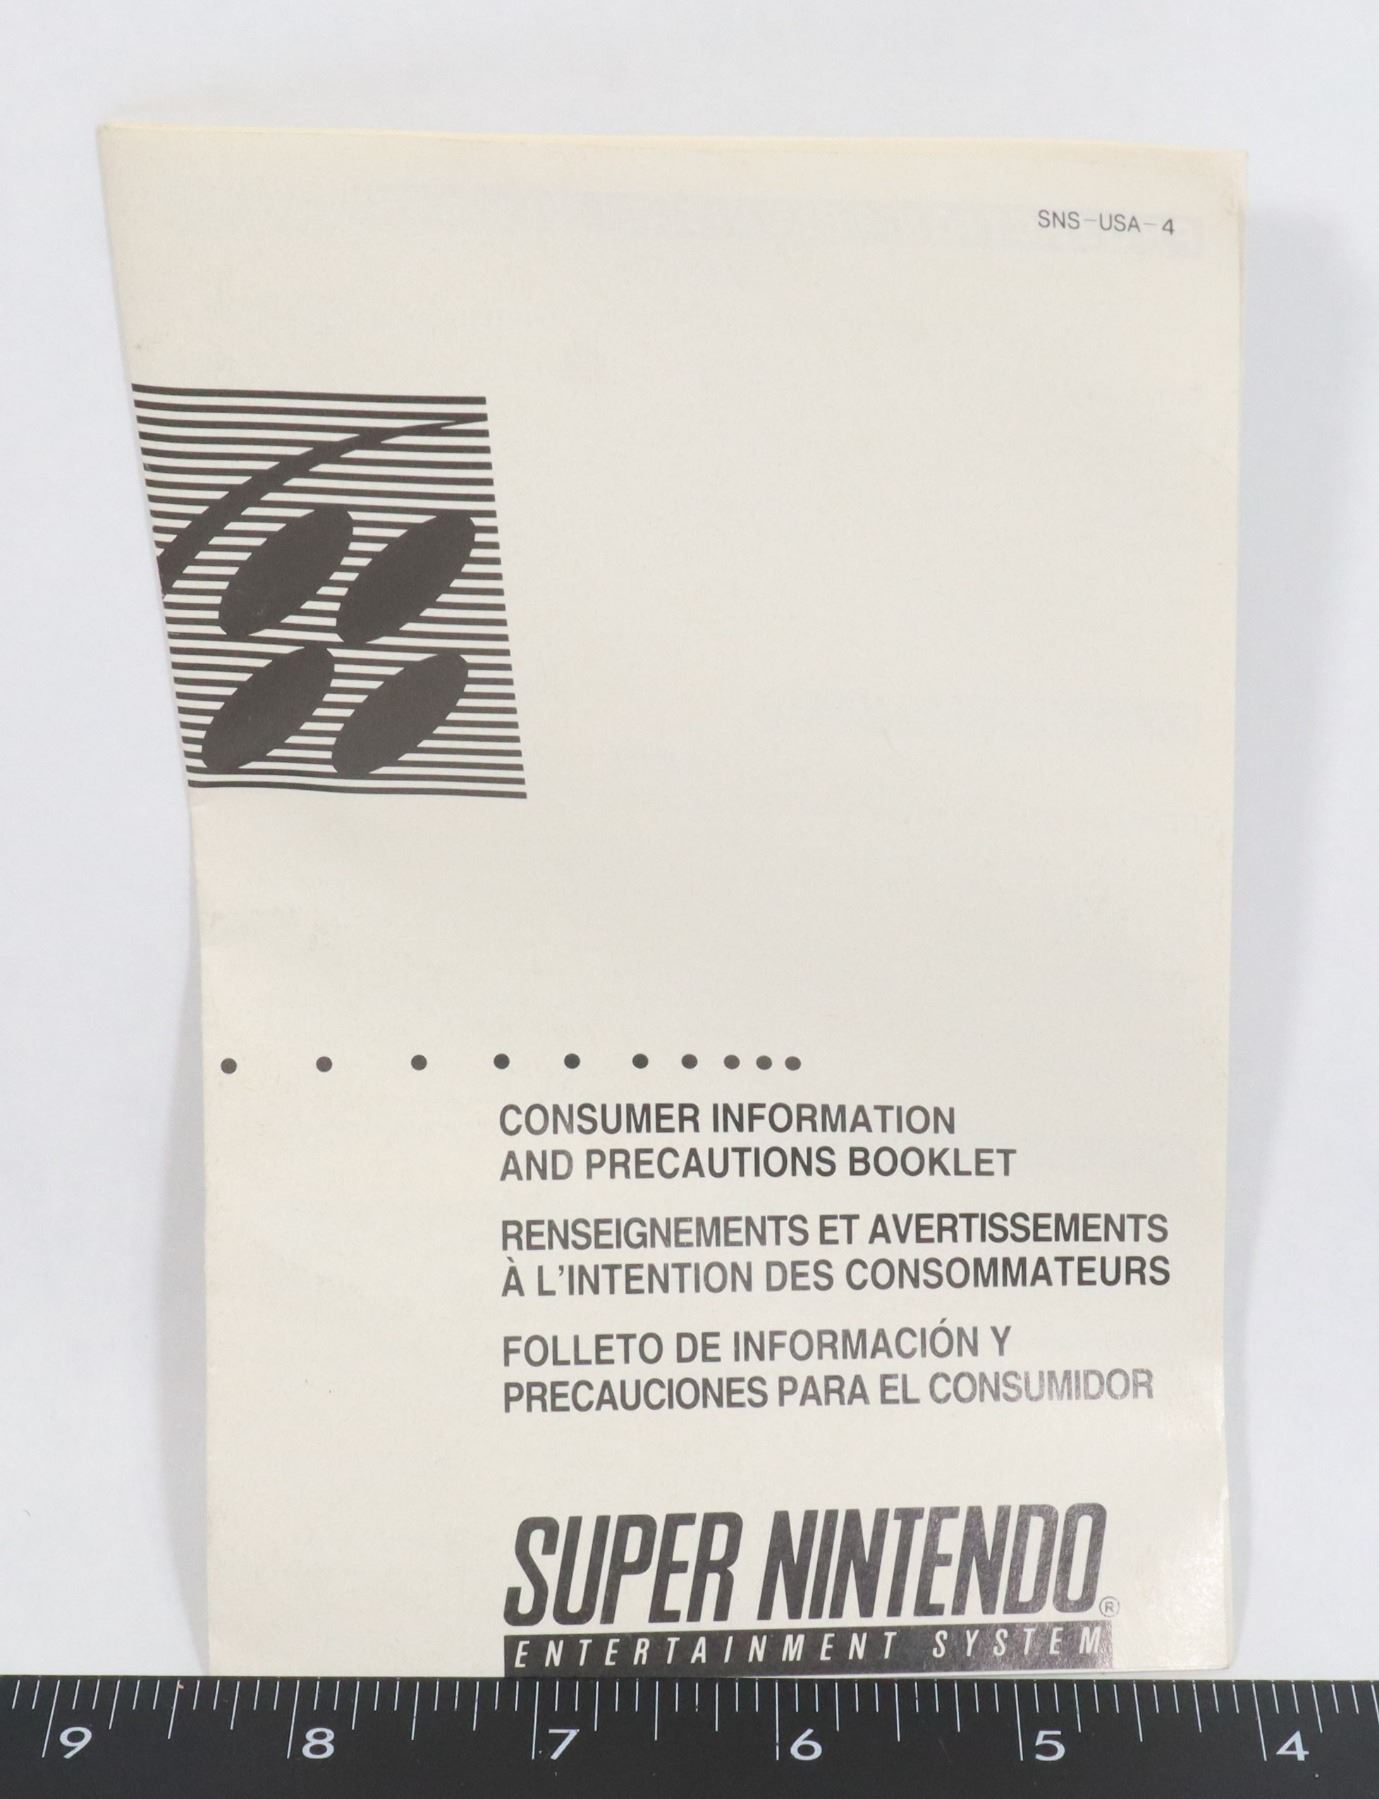 SNS-USA-4
CONSUMER INFORMATION
AND PRECAUTIONS BOOKLET
RENSEIGNEMENTS ET AVERTISSEMENTS
À L'INTENTION DES CONSOMMATEURS
FOLLETO DE INFORMACIÓN Y
PRECAUCIONES PARA EL CONSUMIDOR
SUPER NINTENDO®
ENTERTAINMENT SYSTEM
9 8 7 6 5 4